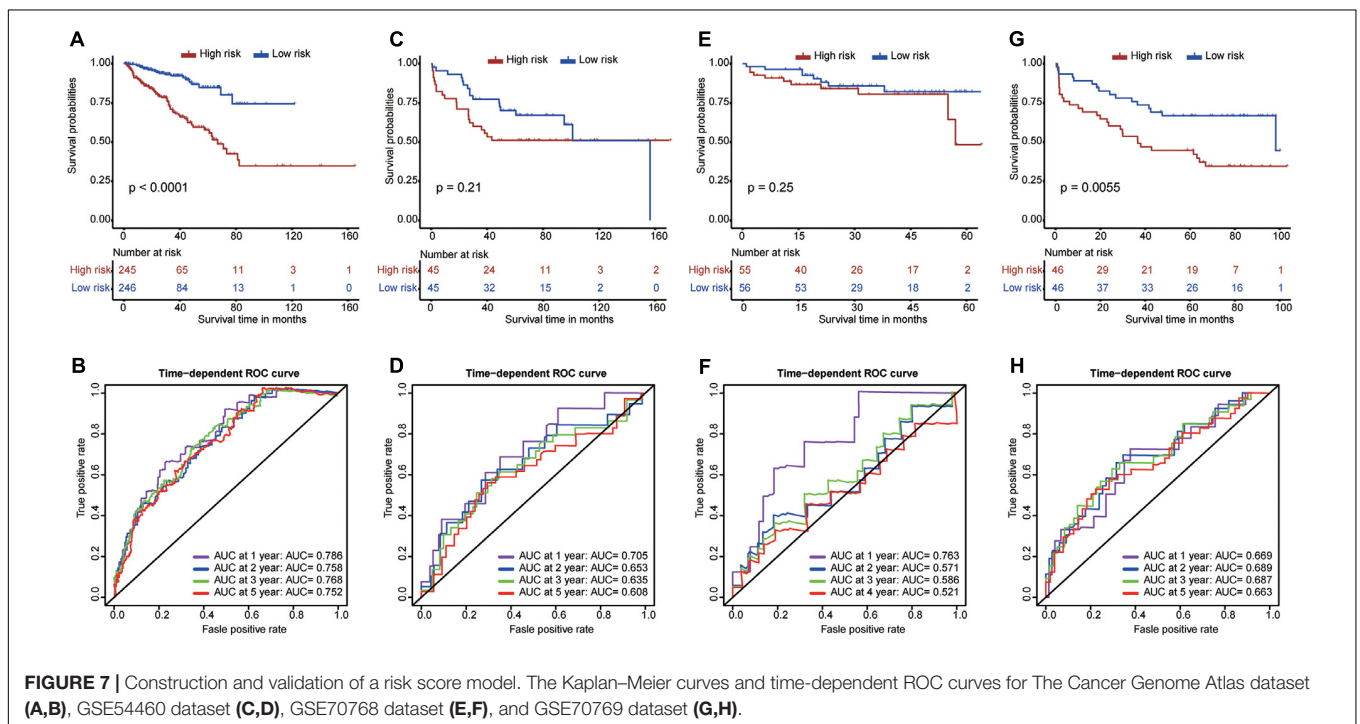 A
High risk Low risk
Survival probabilities
1.00
0.75
0.50
0.25
0.00
p < 0.0001
0 40 80 120 160
Number at risk
High risk 245 65 11 3 1
Low risk 246 84 13 1 0
0 40 80 120 160
Survival time in months
C
High risk Low risk
Survival probabilities
1.00
0.75
0.50
0.25
0.00
p = 0.21
0 40 80 120 160
Number at risk
45 24 11 3 2
45 32 15 2 0
0 40 80 120 160
Survival time in months
E
High risk Low risk
Survival probabilities
1.00
0.75
0.50
0.25
0.00
p = 0.25
0 15 30 45 60
Number at risk
High risk 55 40 26 17 2
Low risk 56 53 29 18 2
0 15 30 45 60
Survival time in months
G
High risk Low risk
Survival probabilities
1.00
0.75
0.50
0.25
0.00
p = 0.0055
0 20 40 60 80 100
Number at risk
High risk 46 29 21 19 7 1
Low risk 46 37 33 26 16 1
0 20 40 60 80 100
Survival time in months
B
Time-dependent ROC curve
True positive rate
1.0
0.8
0.6
0.4
0.2
0.0
AUC at 1 year: AUC= 0.786
AUC at 2 year: AUC= 0.758
AUC at 3 year: AUC= 0.768
AUC at 5 year: AUC= 0.752
0.0 0.2 0.4 0.6 0.8 1.0
Fasle positive rate
D
Time-dependent ROC curve
True positive rate
1.0
0.8
0.6
0.4
0.2
0.0
AUC at 1 year: AUC= 0.705
AUC at 2 year: AUC= 0.653
AUC at 3 year: AUC= 0.635
AUC at 5 year: AUC= 0.608
0.0 0.2 0.4 0.6 0.8 1.0
Fasle positive rate
F
Time-dependent ROC curve
True positive rate
1.0
0.8
0.6
0.4
0.2
0.0
AUC at 1 year: AUC= 0.763
AUC at 2 year: AUC= 0.571
AUC at 3 year: AUC= 0.586
AUC at 4 year: AUC= 0.521
0.0 0.2 0.4 0.6 0.8 1.0
Fasle positive rate
H
Time-dependent ROC curve
True positive rate
1.0
0.8
0.6
0.4
0.2
0.0
AUC at 1 year: AUC= 0.669
AUC at 2 year: AUC= 0.689
AUC at 3 year: AUC= 0.687
AUC at 5 year: AUC= 0.663
0.0 0.2 0.4 0.6 0.8 1.0
Fasle positive rate
FIGURE 7 | Construction and validation of a risk score model. The Kaplan–Meier curves and time-dependent ROC curves for The Cancer Genome Atlas dataset
(A,B), GSE54460 dataset (C,D), GSE70768 dataset (E,F), and GSE70769 dataset (G,H).